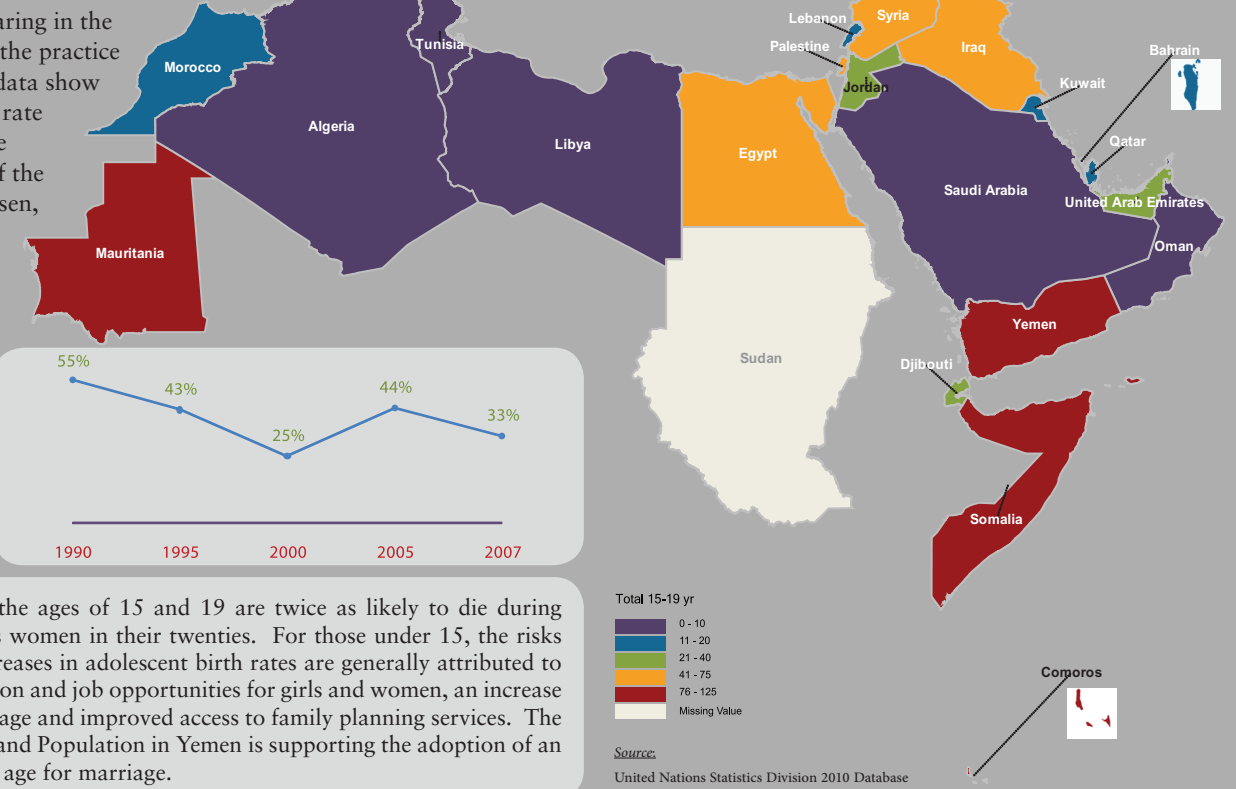 aring in the
the practice
data show
rate
e
f the
sen,
Morocco
Tunisia
Algeria
Libya
Egypt
Mauritania
Sudan
Lebanon
Palestine
Syria
Iraq
Jordan
Kuwait
Bahrain
Qatar
Saudi Arabia
United Arab Emirates
Oman
Yemen
Djibouti
Somalia
Comoros
55%
43%
25%
44%
33%
1990 1995 2000 2005 2007
the ages of 15 and 19 are twice as likely to die during
s women in their twenties. For those under 15, the risks
reases in adolescent birth rates are generally attributed to
on and job opportunities for girls and women, an increase
age and improved access to family planning services. The
and Population in Yemen is supporting the adoption of an
age for marriage.
Total 15-19 yr
0 - 10
11 - 20
21 - 40
41 - 75
76 - 125
Missing Value
Source:
United Nations Statistics Division 2010 Database